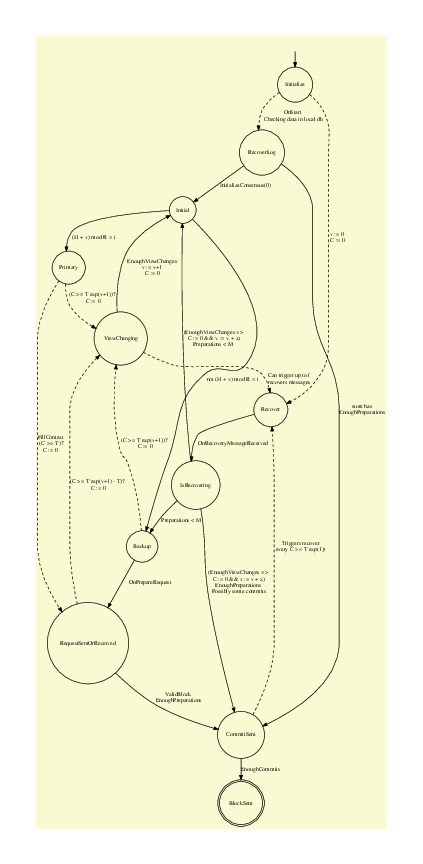 Initialize
OnStart
Checking data in local db
RecoverLog
InitializeConsensus(0)
Initial
v := 0
C := 0
(H + v) mod R = i
Primary
EnoughViewChanges
v := v+1
C := 0
(C >= T exp(v+1))?
C := 0
ViewChanging
(EnoughViewChanges =>
C := 0 && v := v + x)
Preparations < M
not (H + v) mod R = i
Can trigger up to f
recovers messages
Recover
store has
EnoughPreparations
FillContext
(C >= T)?
C := 0
(C >= T exp(v+1))?
C := 0
OnRecoveryMessageReceived
(C >= T exp(v+1) - T)?
C := 0
IsRecovering
Preparations < M
Backup
Triggers recover
every C >= T exp(1))
OnPrepareRequest
(EnoughViewChanges =>
C := 0 && v := v + x)
EnoughPreparations
Possibly some commits
RequestSentOrReceived
ValidBlock
EnoughPreparations
CommitSent
EnoughCommits
BlockSent